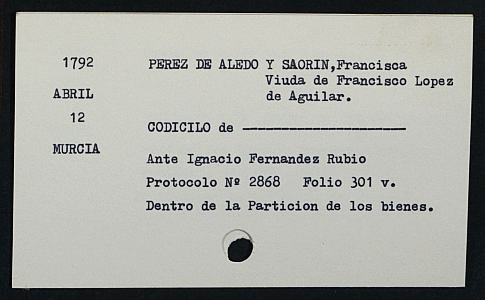 1792 PEREZ DE ALEDO Y SAORIN,Francisca
Viuda de Francisco Lopez
ABRIL de Aguilar.
12
CODICILO de ---------------------
MURCIA
Ante Ignacio Fernandez Rubio
Protocolo Nº 2868 Folio 301 v.
Dentro de la Particion de los bienes.